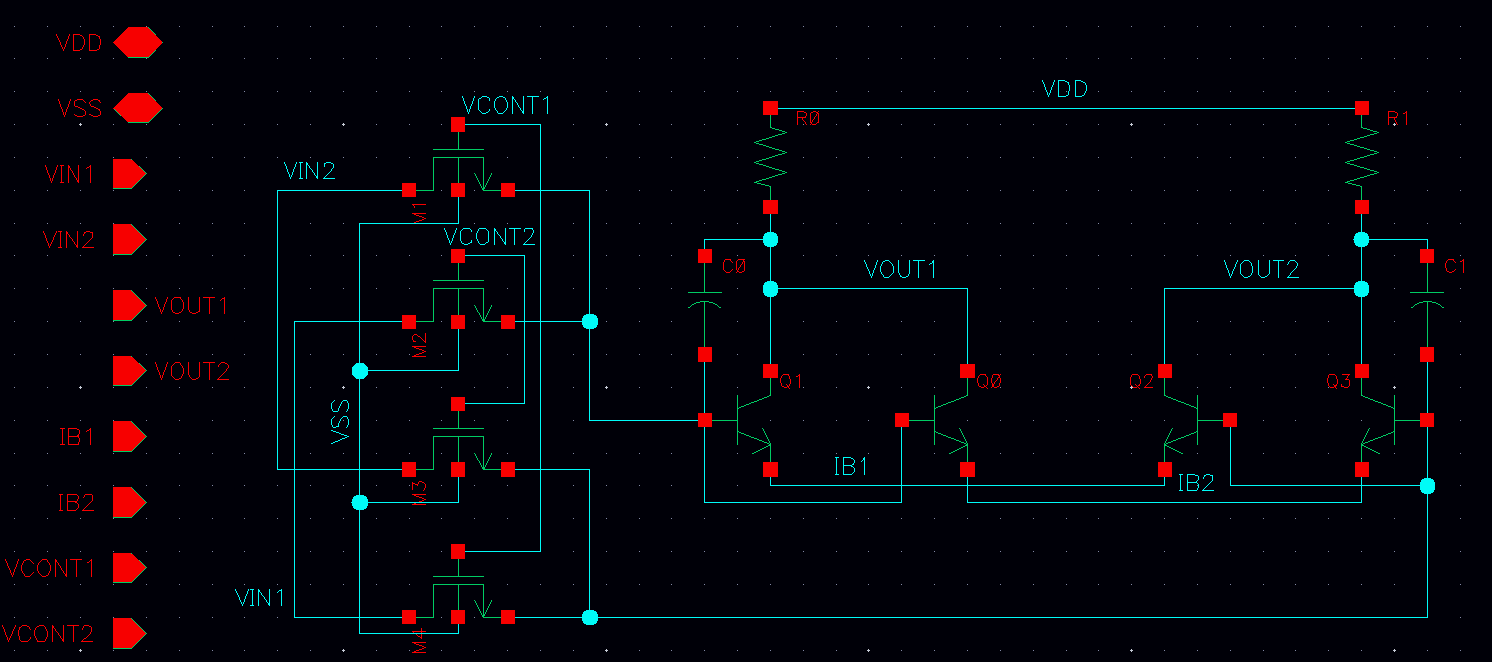 VDD
VSS
VIN1
VIN2
VOUT1
VOUT2
IB1
IB2
VCONT1
VCONT2
VCONT1
VIN2
M1
VCONT2
M2
VSS
M3
VIN1
M4
VDD
R0
R1
C0
VOUT1
VOUT2
C1
Q1
Q0
Q2
Q3
IB1
IB2